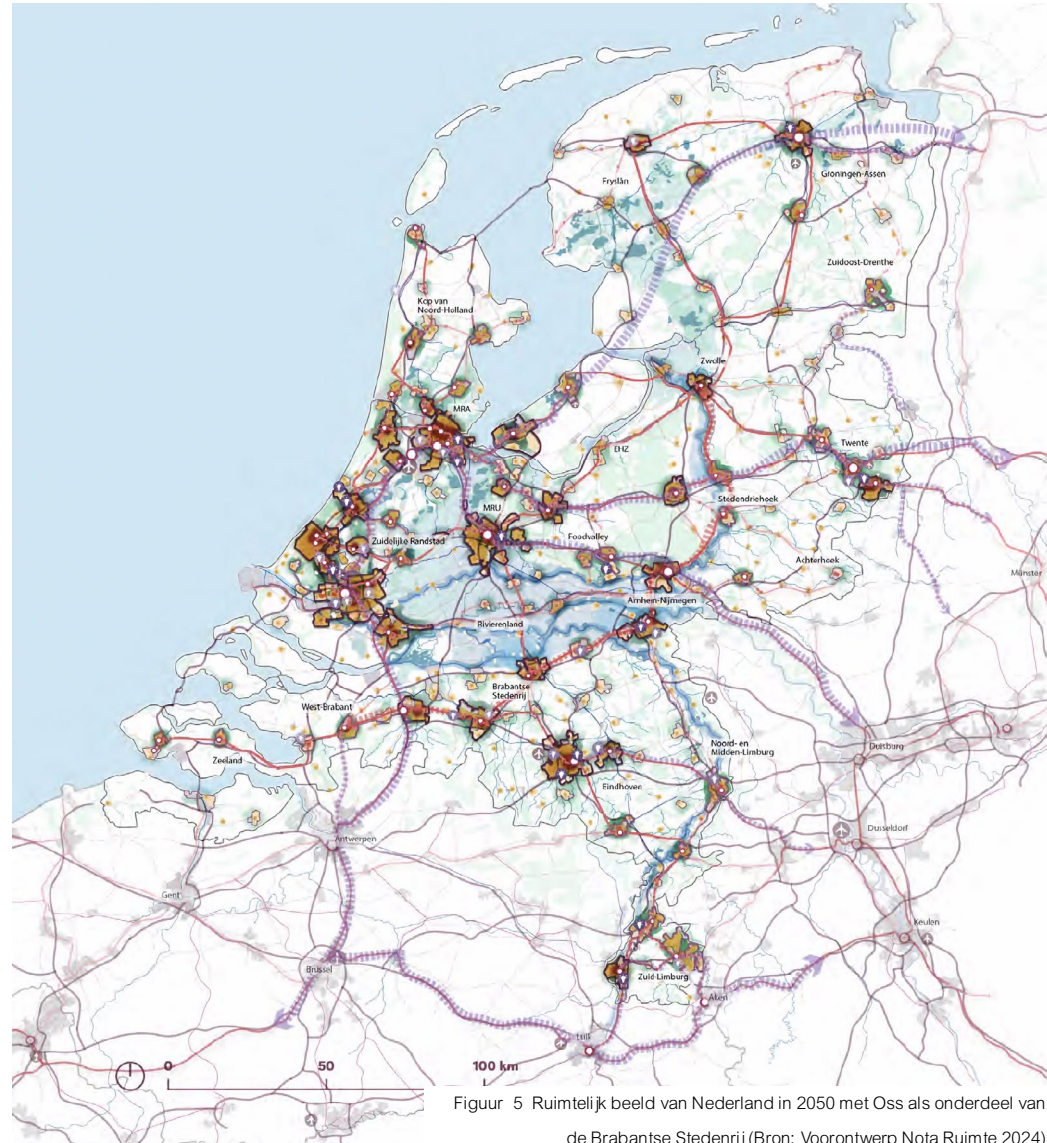 Groningen-Assen
Fryslân
Zuidoost-Drenthe
Kop van
Noord-Holland
Zwolle
MRA
Twente
EHZ
Stedendriehoek
MRU
Foodvalley
Zuidelijke Randstad
Achterhoek
Münster
Arnhem-Nijmegen
Rivierenland
Brabantse
Stedenrij
West-Brabant
Noord- en
Midden-Limburg
Duisburg
Zeeland
Eindhoven
Dusseldorf
Antwerpen
Gent
Keulen
Brussel
Zuid-Limburg
Aken
Luik
0 50 100 km
Figuur 5 Ruimtelijk beeld van Nederland in 2050 met Oss als onderdeel van
de Brabantse Stedenrij (Bron: Voorontwerp Nota Ruimte 2024)